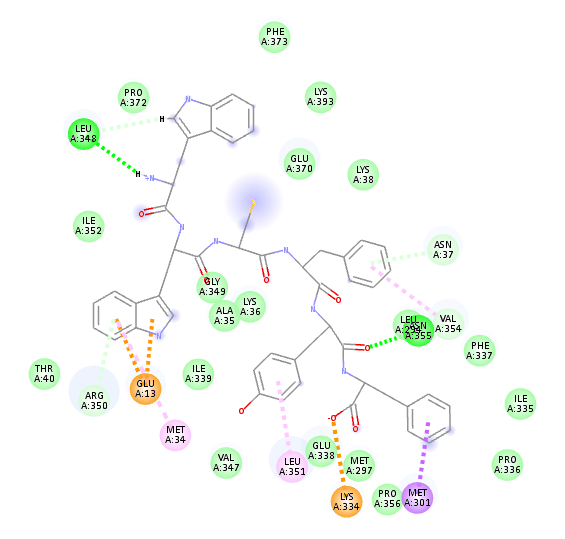 PHE
A:373
PRO
A:372
LYS
A:393
LEU
A:348
H
N
H
N
GLU
A:370
LYS
A:38
O
N
S
ILE
A:352
N
N
O
O
N
ASN
A:37
GLY
A:349
O
ALA
A:35
LYS
A:36
N
VAL
A:354
LEU
ASN
A:355
N
O
PHE
A:337
THR
A:40
ARG
A:350
GLU
A:13
ILE
A:339
N
O
O
O
ILE
A:335
MET
A:34
VAL
A:347
GLU
A:338
LEU
A:351
MET
A:297
PRO
A:336
LYS
A:334
PRO
A:356
MET
A:301